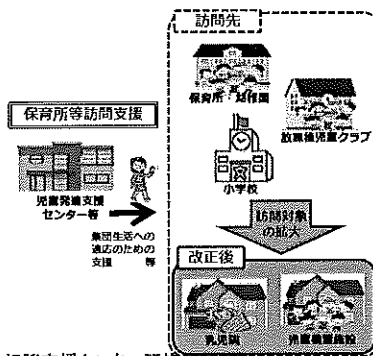 訪問先
保育所・幼稚園
放課後児童クラブ
小学校
保育所等訪問支援
児童発達支援
センター等
集団生活への
適応のための
支援 等
訪問対象
の拡大
改正後
乳児院
児童養護施設